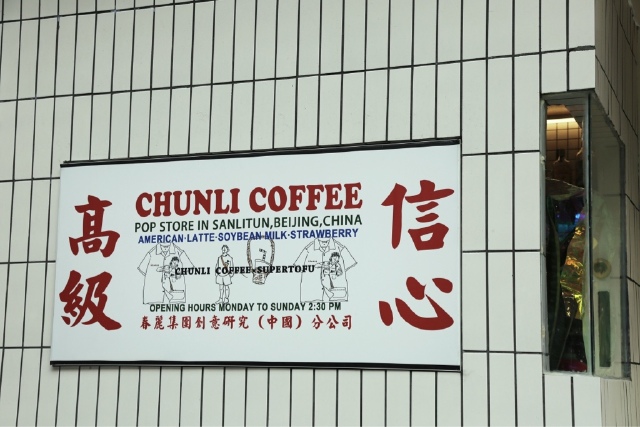 高級
CHUNLI COFFEE
POP STORE IN SANLITUN,BEIJING,CHINA
AMERICAN·LATTE·SOYBEAN MILK·STRAWBERRY
CHUNLI COFFEE×SUPERTOFU
OPENING HOURS MONDAY TO SUNDAY 2:30 PM
春麗集團創意研究（中國）分公司
信心